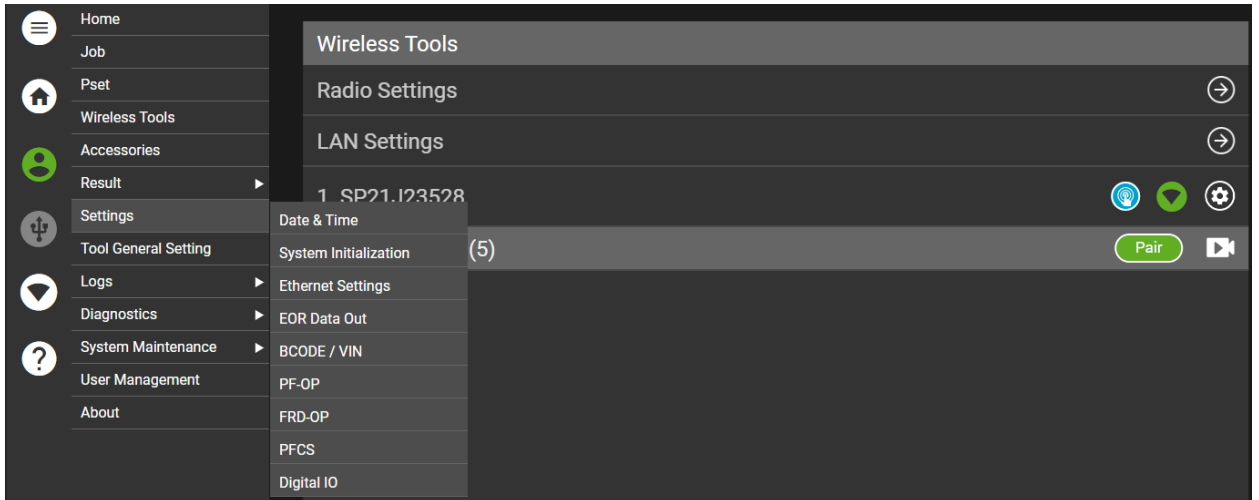 Home
Job
Pset
Wireless Tools
Accessories
Result
Settings
Tool General Setting
Logs
Diagnostics
System Maintenance
User Management
About
Date & Time
System Initialization
Ethernet Settings
EOR Data Out
BCODE / VIN
PF-OP
FRD-OP
PFCS
Digital IO
Wireless Tools
Radio Settings
LAN Settings
1 SP21J23528
(5)
Pair
?